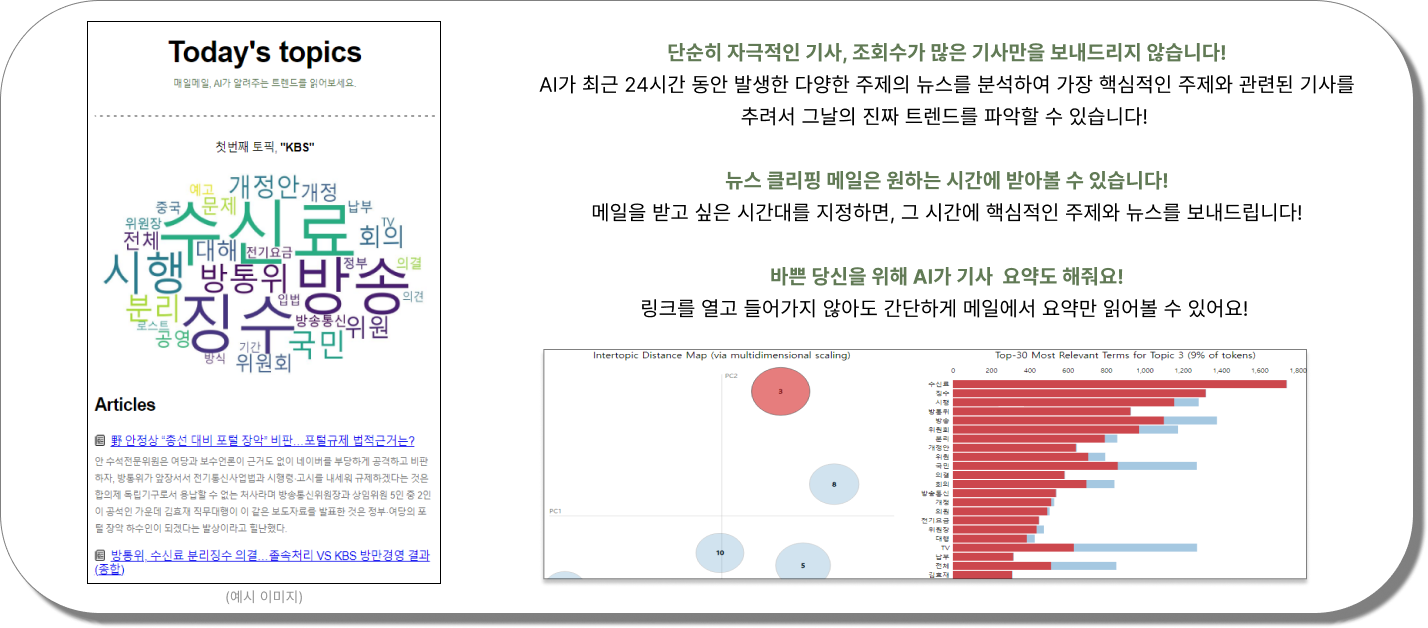 Today's topics
매일메일, AI가 알려주는 트렌드를 읽어보세요.
첫번째 토픽, "KBS"
예고 개정안 개정
중국 문제 납부
위원장 수신료 TV
전체 대해 전기요금 회의
시행 방통위 정부 방송 의결
분리 징수 입법 의견
로스트 방송통신 위원
공영 기간 국민
방식 위원회
Articles
野 안정상 “총선 대비 포털 장악” 비판…포털규제 법적근거는?
안 수석전문위원은 여당과 보수언론이 근거도 없이 네이버를 부당하게 공격하고 비판
하자, 방통위가 앞장서서 전기통신사업법과 시행령·고시를 내세워 규제하겠다는 것은
합의제 독립기구로서 용납할 수 없는 처사라며 방송통신위원장과 상임위원 5인 중 2인
이 공석인 가운데 김효재 직무대행이 이 같은 보도자료를 발표한 것은 정부·여당의 포
털 장악 하수인이 되겠다는 발상이라고 힐난했다.
방통위, 수신료 분리징수 의결…졸속처리 VS KBS 방만경영 결과
(종합)
(예시 이미지)
단순히 자극적인 기사, 조회수가 많은 기사만을 보내드리지 않습니다!
AI가 최근 24시간 동안 발생한 다양한 주제의 뉴스를 분석하여 가장 핵심적인 주제와 관련된 기사를
추려서 그날의 진짜 트렌드를 파악할 수 있습니다!
뉴스 클리핑 메일은 원하는 시간에 받아볼 수 있습니다!
메일을 받고 싶은 시간대를 지정하면, 그 시간에 핵심적인 주제와 뉴스를 보내드립니다!
바쁜 당신을 위해 AI가 기사 요약도 해줘요!
링크를 열고 들어가지 않아도 간단하게 메일에서 요약만 읽어볼 수 있어요!
Intertopic Distance Map (via multidimensional scaling)
PC2
3
8
PC1
10
5
Top-30 Most Relevant Terms for Topic 3 (9% of tokens)
0 200 400 600 800 1,000 1,200 1,400 1,600 1,800
수신료
징수
시행
방통위
방송
위원회
분리
개정안
위원
국민
의결
회의
방송통신
개정
의원
전기요금
위원장
대행
TV
납부
전체
김효재